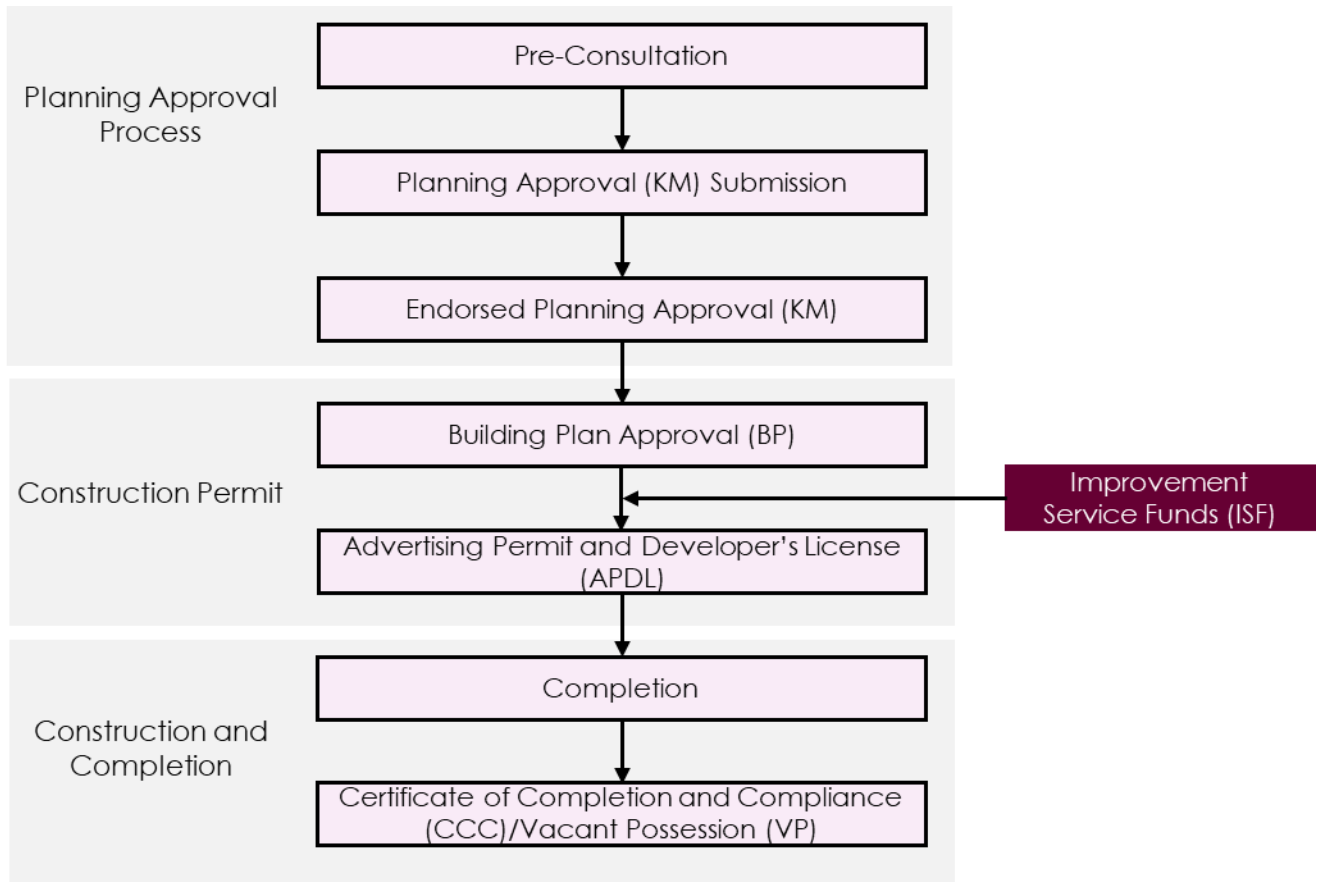 Planning Approval
Process
Pre-Consultation
Planning Approval (KM) Submission
Endorsed Planning Approval (KM)
Construction Permit
Building Plan Approval (BP)
Improvement
Service Funds (ISF)
Advertising Permit and Developer’s License
(APDL)
Construction and
Completion
Completion
Certificate of Completion and Compliance
(CCC)/Vacant Possession (VP)